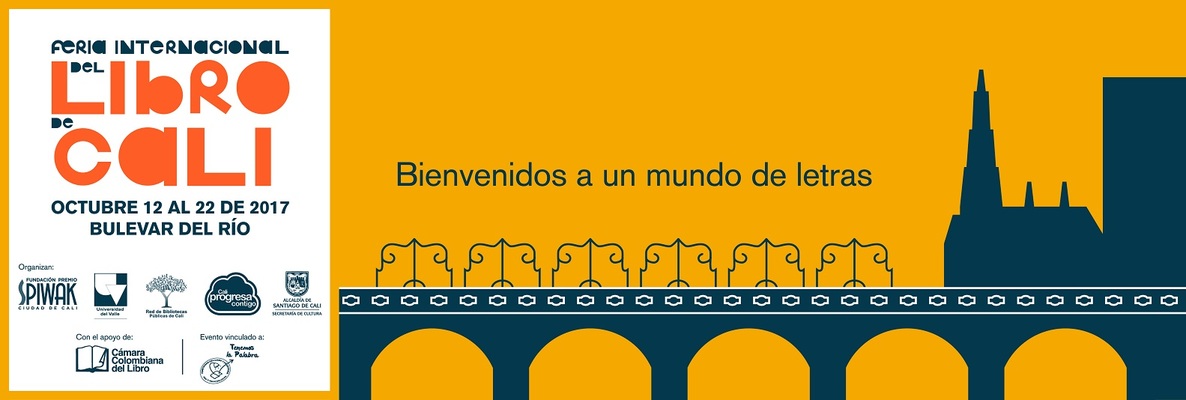 FERIA INTERNACIONAL
DEL
LIBRO
DE
CALI
OCTUBRE 12 AL 22 DE 2017
BULEVAR DEL RÍO
Organizan:
FUNDACIÓN PREMIO
SPIWAK
CIUDAD DE CALI
Universidad
del Valle
Red de Bibliotecas
Públicas de Cali
Cali
progresa
contigo
ALCALDÍA DE
SANTIAGO DE CALI
SECRETARÍA DE CULTURA
Con el apoyo de:
Cámara
Colombiana
del Libro
Evento vinculado a:
Tenemos
la Palabra
Bienvenidos a un mundo de letras